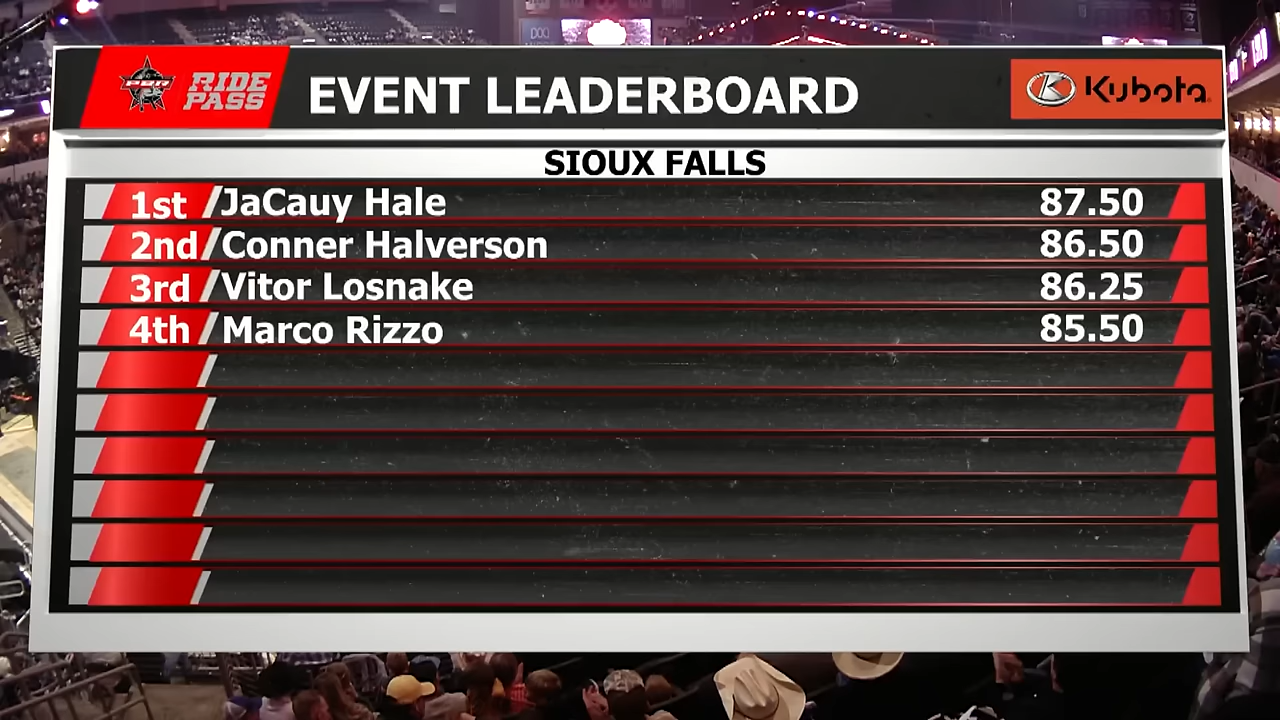 PBR RIDE PASS EVENT LEADERBOARD Kubota
SIOUX FALLS
1st JaCauy Hale 87.50
2nd Conner Halverson 86.50
3rd Vitor Losnake 86.25
4th Marco Rizzo 85.50